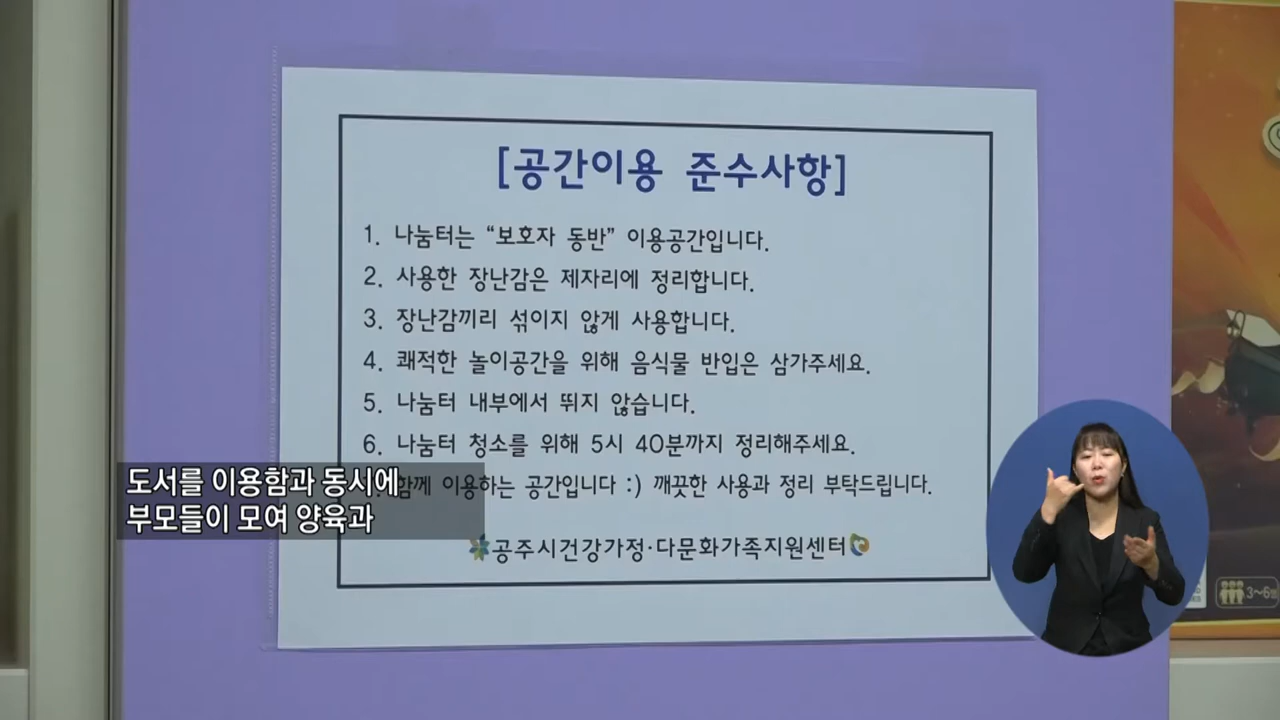 [공간이용 준수사항]
1. 나눔터는 “보호자 동반” 이용공간입니다.
2. 사용한 장난감은 제자리에 정리합니다.
3. 장난감끼리 섞이지 않게 사용합니다.
4. 쾌적한 놀이공간을 위해 음식물 반입은 삼가주세요.
5. 나눔터 내부에서 뛰지 않습니다.
6. 나눔터 청소를 위해 5시 40분까지 정리해주세요.
함께 이용하는 공간입니다 :) 깨끗한 사용과 정리 부탁드립니다.
공주시건강가정·다문화가족지원센터
도서를 이용함과 동시에
부모들이 모여 양육과
3~6